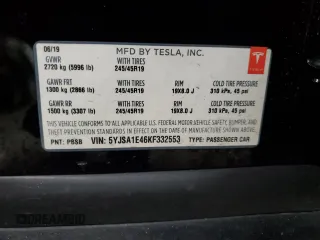 06/19
MFD BY TESLA, INC.
GVWR
2720 kg (5996 lb)
WITH TIRES
245/45R19
TESLA
GAWR FRT
1300 kg (2866 lb)
WITH TIRES
245/45R19
RIM
19X8.0 J
COLD TIRE PRESSURE
310 kPa, 45 psi
GAWR RR
1500 kg (3307 lb)
WITH TIRES
245/45R19
RIM
19X8.0 J
COLD TIRE PRESSURE
310 kPa, 45 psi
THIS VEHICLE CONFORMS TO ALL
APPLICABLE U.S. FEDERAL MOTOR VEHICLE SAFETY, BUMPER, AND
THEFT PREVENTION STANDARDS IN EFFECT
ON THE DATE OF MANUFACTURE SHOWN ABOVE
PNT: PBSB VIN: 5YJSA1E46KF332553 TYPE: PASSENGER CAR